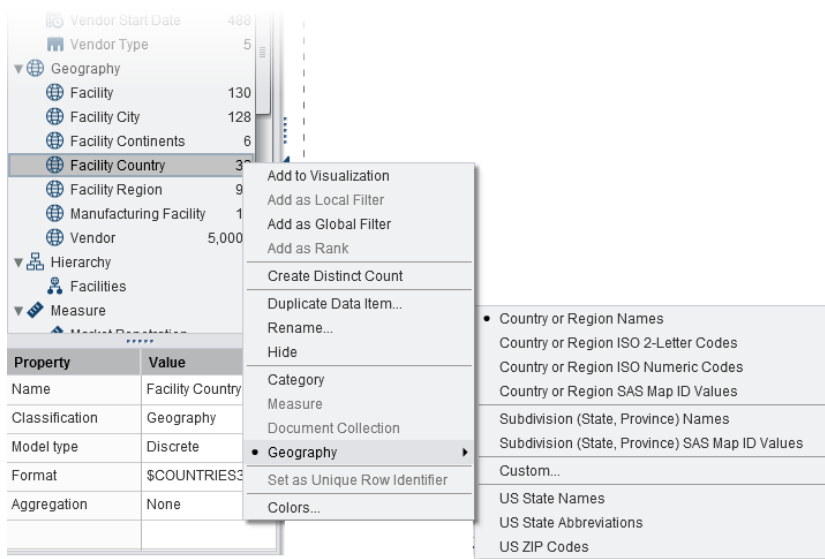 Vendor Start Date 488
Vendor Type 5
Geography
Facility 130
Facility City 128
Facility Continents 6
Facility Country
Facility Region 9
Manufacturing Facility 1
Vendor 5,000
Hierarchy
Facilities
Measure
Market Penetration
Property Value
Name Facility Country
Classification Geography
Model type Discrete
Format $COUNTRIES3
Aggregation None
Add to Visualization
Add as Local Filter
Add as Global Filter
Add as Rank
Create Distinct Count
Duplicate Data Item...
Rename...
Hide
Category
Measure
Document Collection
Geography
Set as Unique Row Identifier
Colors...
Country or Region Names
Country or Region ISO 2-Letter Codes
Country or Region ISO Numeric Codes
Country or Region SAS Map ID Values
Subdivision (State, Province) Names
Subdivision (State, Province) SAS Map ID Values
Custom...
US State Names
US State Abbreviations
US ZIP Codes